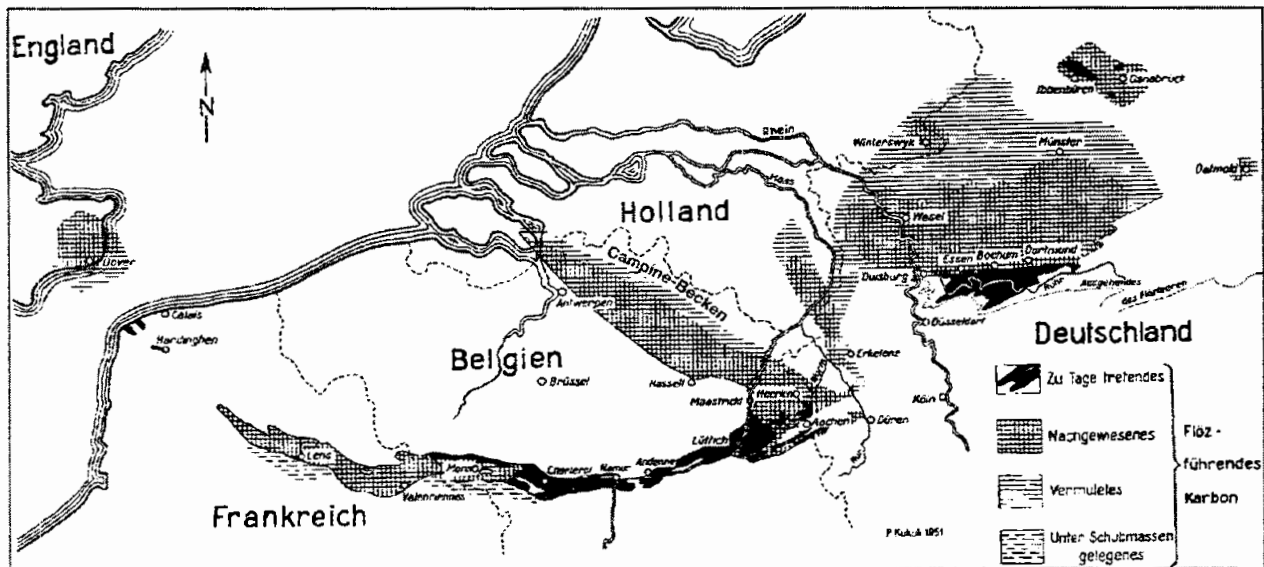 England
N
Dover
Calais
Hardinghen
Holland
Rhein
Maas
Winterswyk
Ibbenbüren
Osnabrück
Münster
Detmold
Wesel
Essen
Bochum
Dortmund
Duisburg
Ruhr
Ausgehendes
des Flözleeren
Düsseldorf
Campine-Becken
Antwerpen
Belgien
Brüssel
Hasselt
Maastricht
Heerlen
Erkelenz
Aachen
Düren
Köln
Lüttich
Lens
Mons
Valenciennes
Charleroi
Namur
Andenne
Frankreich
P Kukuk 1951
Deutschland
Zu Tage tretendes
Nachgewiesenes
Vermutetes
Unter Schubmassen
gelegenes
Flöz-
führendes
Karbon